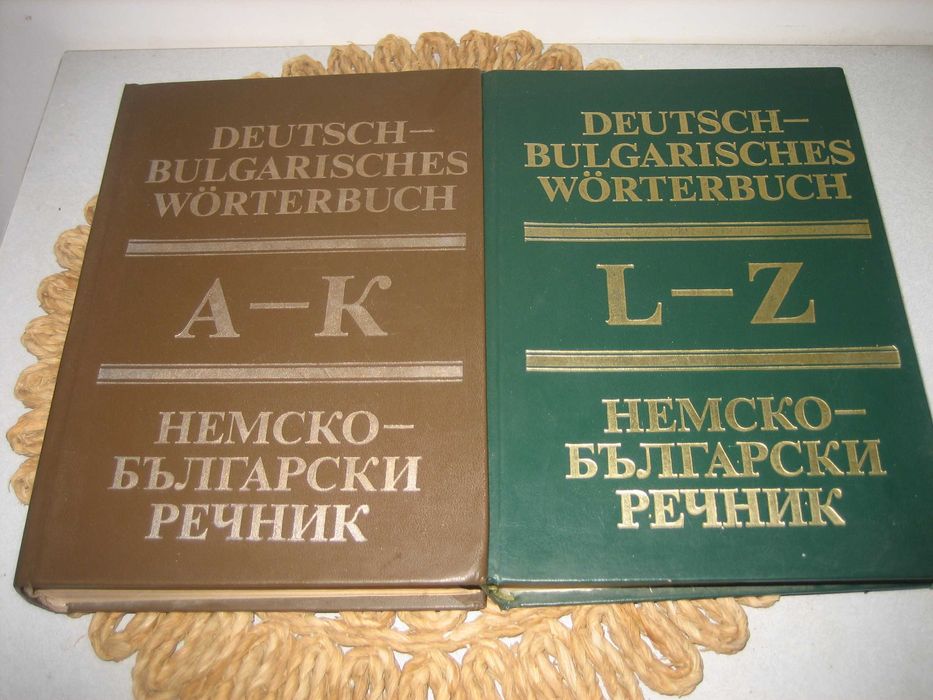 DEUTSCH–
BULGARISCHES
WÖRTERBUCH
A–K
НЕМСКО–
БЪЛГАРСКИ
РЕЧНИК
DEUTSCH–
BULGARISCHES
WÖRTERBUCH
L–Z
НЕМСКО–
БЪЛГАРСКИ
РЕЧНИК